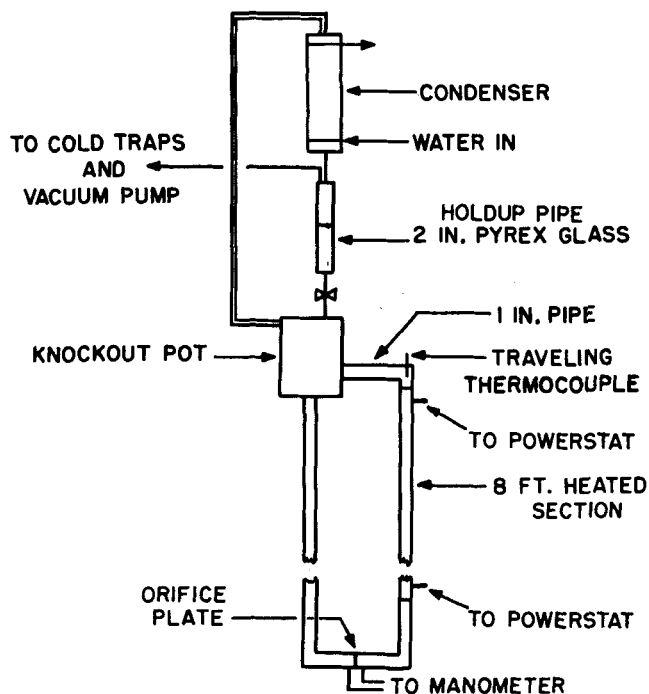 CONDENSER
WATER IN
TO COLD TRAPS
AND
VACUUM PUMP
HOLDUP PIPE
2 IN. PYREX GLASS
1 IN. PIPE
KNOCKOUT POT
TRAVELING
THERMOCOUPLE
TO POWERSTAT
8 FT. HEATED
SECTION
ORIFICE
PLATE
TO POWERSTAT
TO MANOMETER